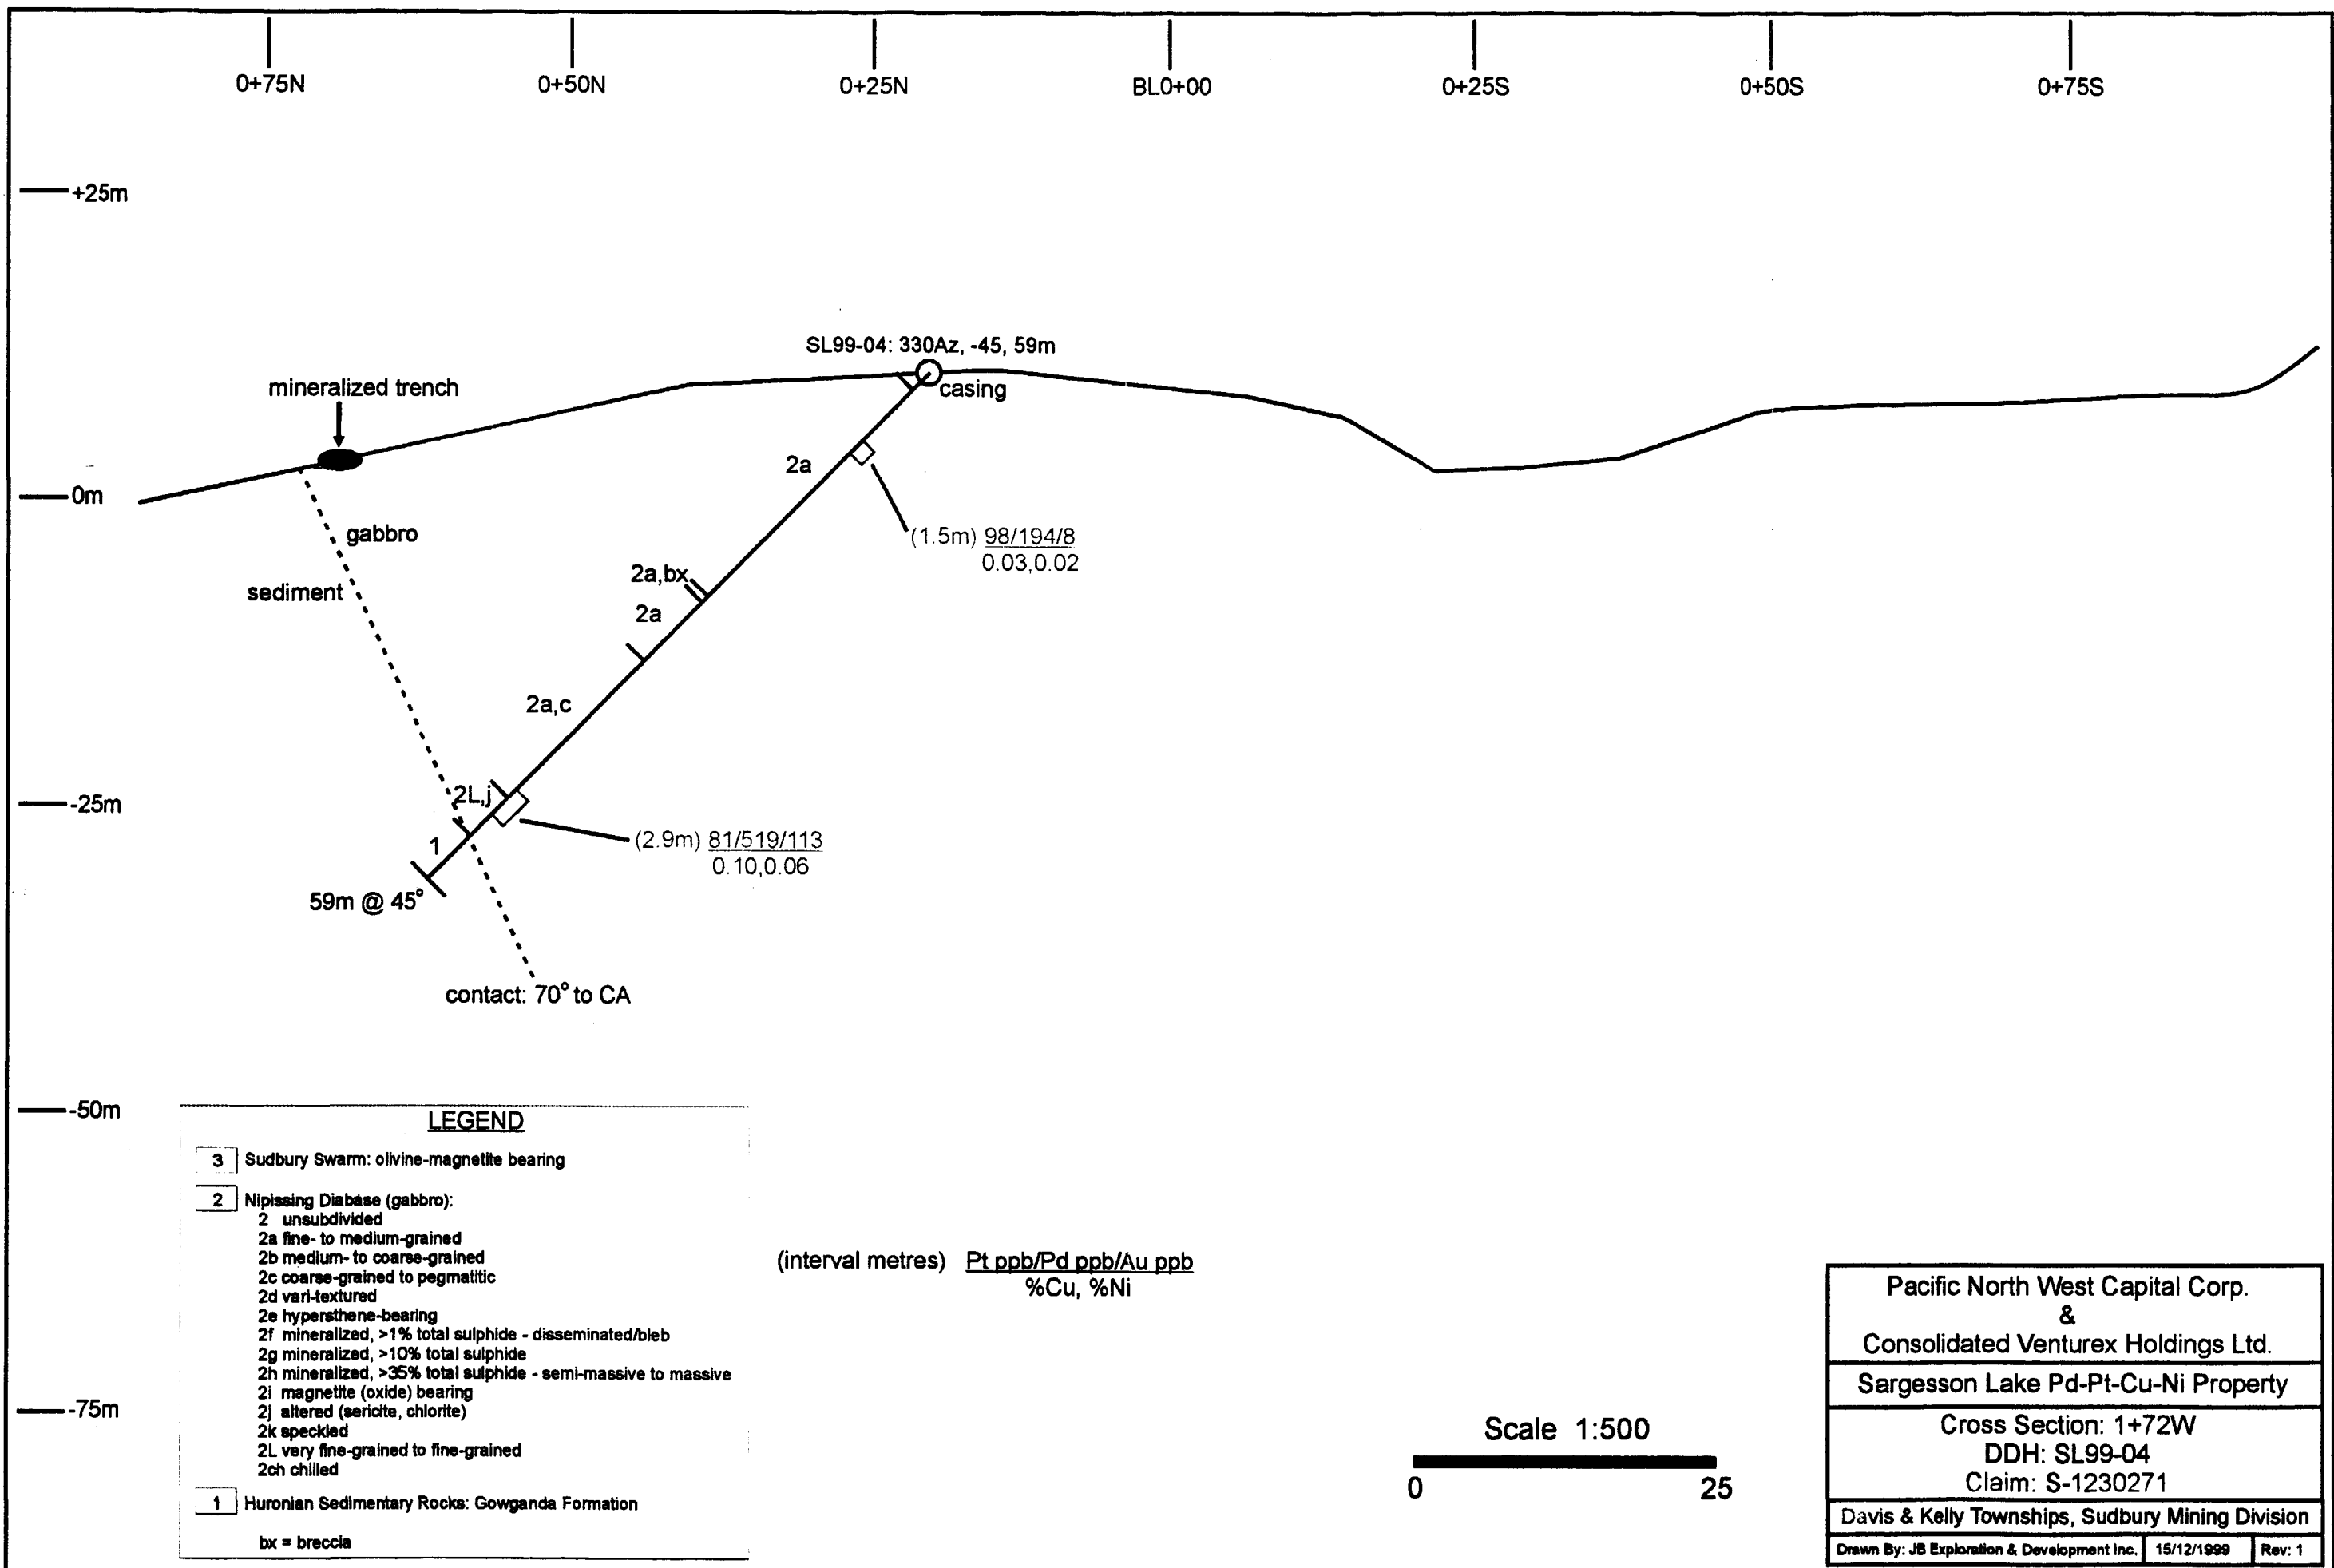 0+75N 0+50N 0+25N BL0+00 0+25S 0+50S 0+75S
+25m
SL99-04: 330Az, -45, 59m
mineralized trench
casing
2a
0m
gabbro
(1.5m) 98/194/8
0.03,0.02
2a,bx
sediment
2a
2a,c
2L,j
-25m
(2.9m) 81/519/113
0.10,0.06
1
59m @ 45°
contact: 70° to CA
-50m
LEGEND
3 Sudbury Swarm: olivine-magnetite bearing
2 Nipissing Diabase (gabbro):
2 unsubdivided
2a fine- to medium-grained
2b medium- to coarse-grained
2c coarse-grained to pegmatitic
2d vari-textured
2e hypersthene-bearing
2f mineralized, >1% total sulphide - disseminated/bleb
2g mineralized, >10% total sulphide
2h mineralized, >35% total sulphide - semi-massive to massive
2i magnetite (oxide) bearing
2j altered (sericite, chlorite)
2k speckled
2L very fine-grained to fine-grained
2ch chilled
1 Huronian Sedimentary Rocks: Gowganda Formation
bx = breccia
-75m
(interval metres) Pt ppb/Pd ppb/Au ppb
%Cu, %Ni
Scale 1:500
0 25
Pacific North West Capital Corp.
&
Consolidated Venturex Holdings Ltd.
Sargesson Lake Pd-Pt-Cu-Ni Property
Cross Section: 1+72W
DDH: SL99-04
Claim: S-1230271
Davis & Kelly Townships, Sudbury Mining Division
Drawn By: JB Exploration & Development Inc. 15/12/1999 Rev: 1